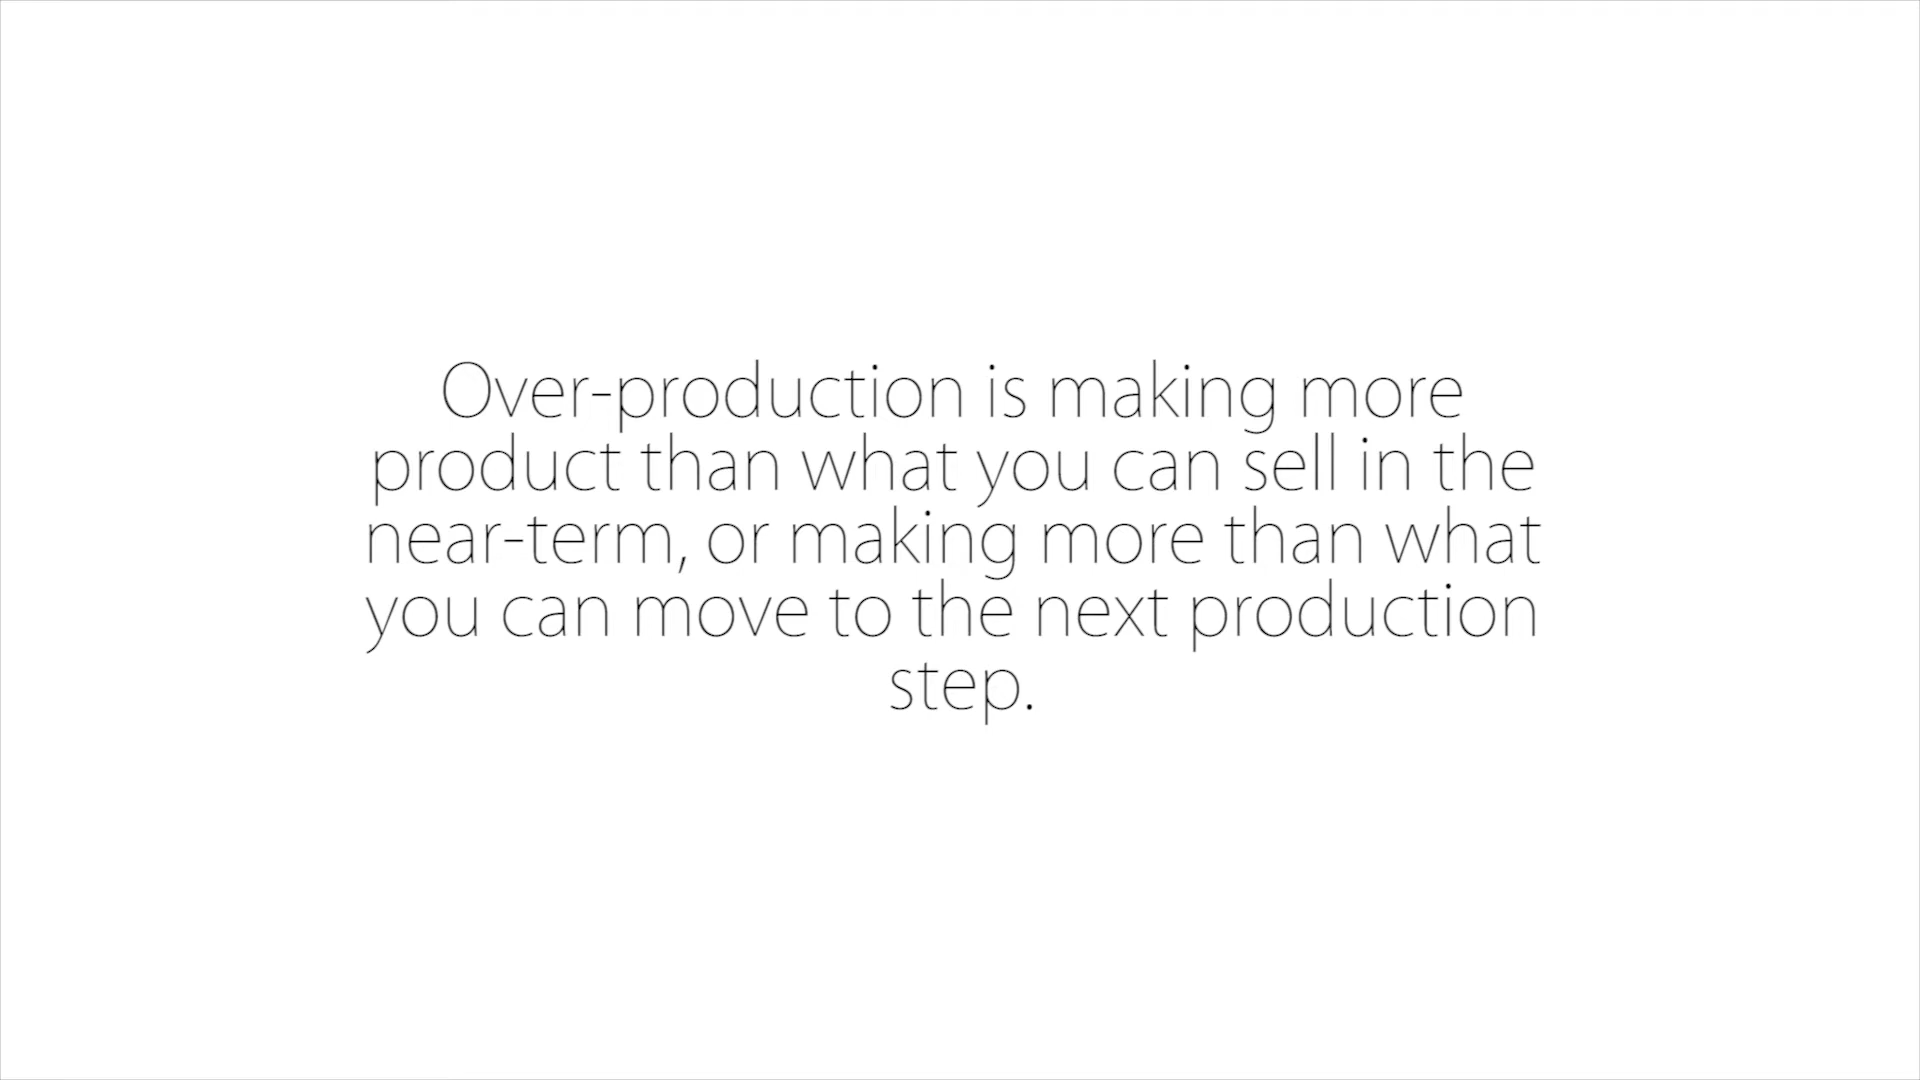 Over-production is making more
product than what you can sell in the
near-term, or making more than what
you can move to the next production
step.